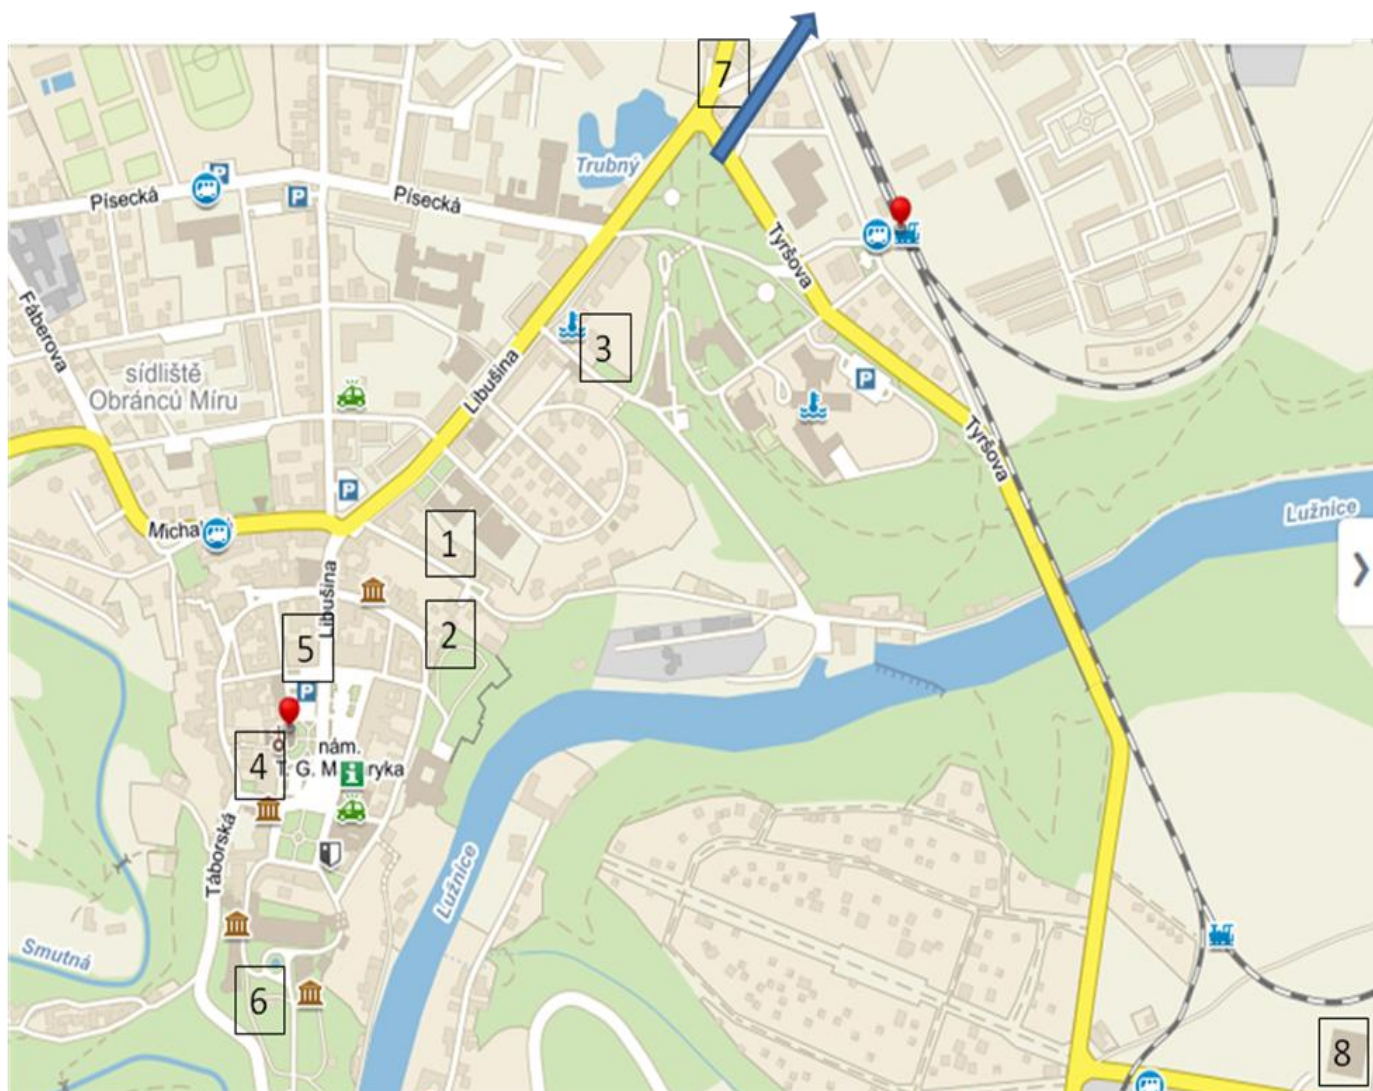 7
Trubný
Písecká
P
P
Písecká
Tyršova
Fáberova
3
sídliště
Obránců Míru
Libušina
P
Tyršova
P
Lužnice
Micha
1
Libušina
5
2
P
4
nám.
T. G. M ryka
i
Táborská
Lužnice
Smutná
6
8